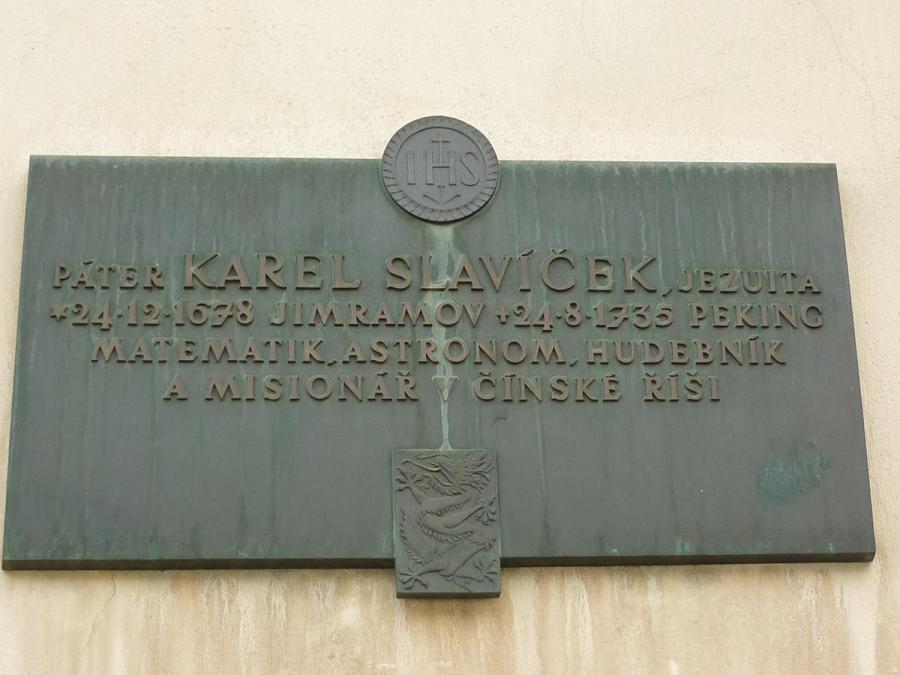 IHS
PÁTER KAREL SLAVÍČEK, JEZUITA
*24.12.1678 JIMRAMOV +24.8.1735 PEKING
MATEMATIK, ASTRONOM, HUDEBNÍK
A MISIONÁŘ V ČÍNSKÉ ŘÍŠI